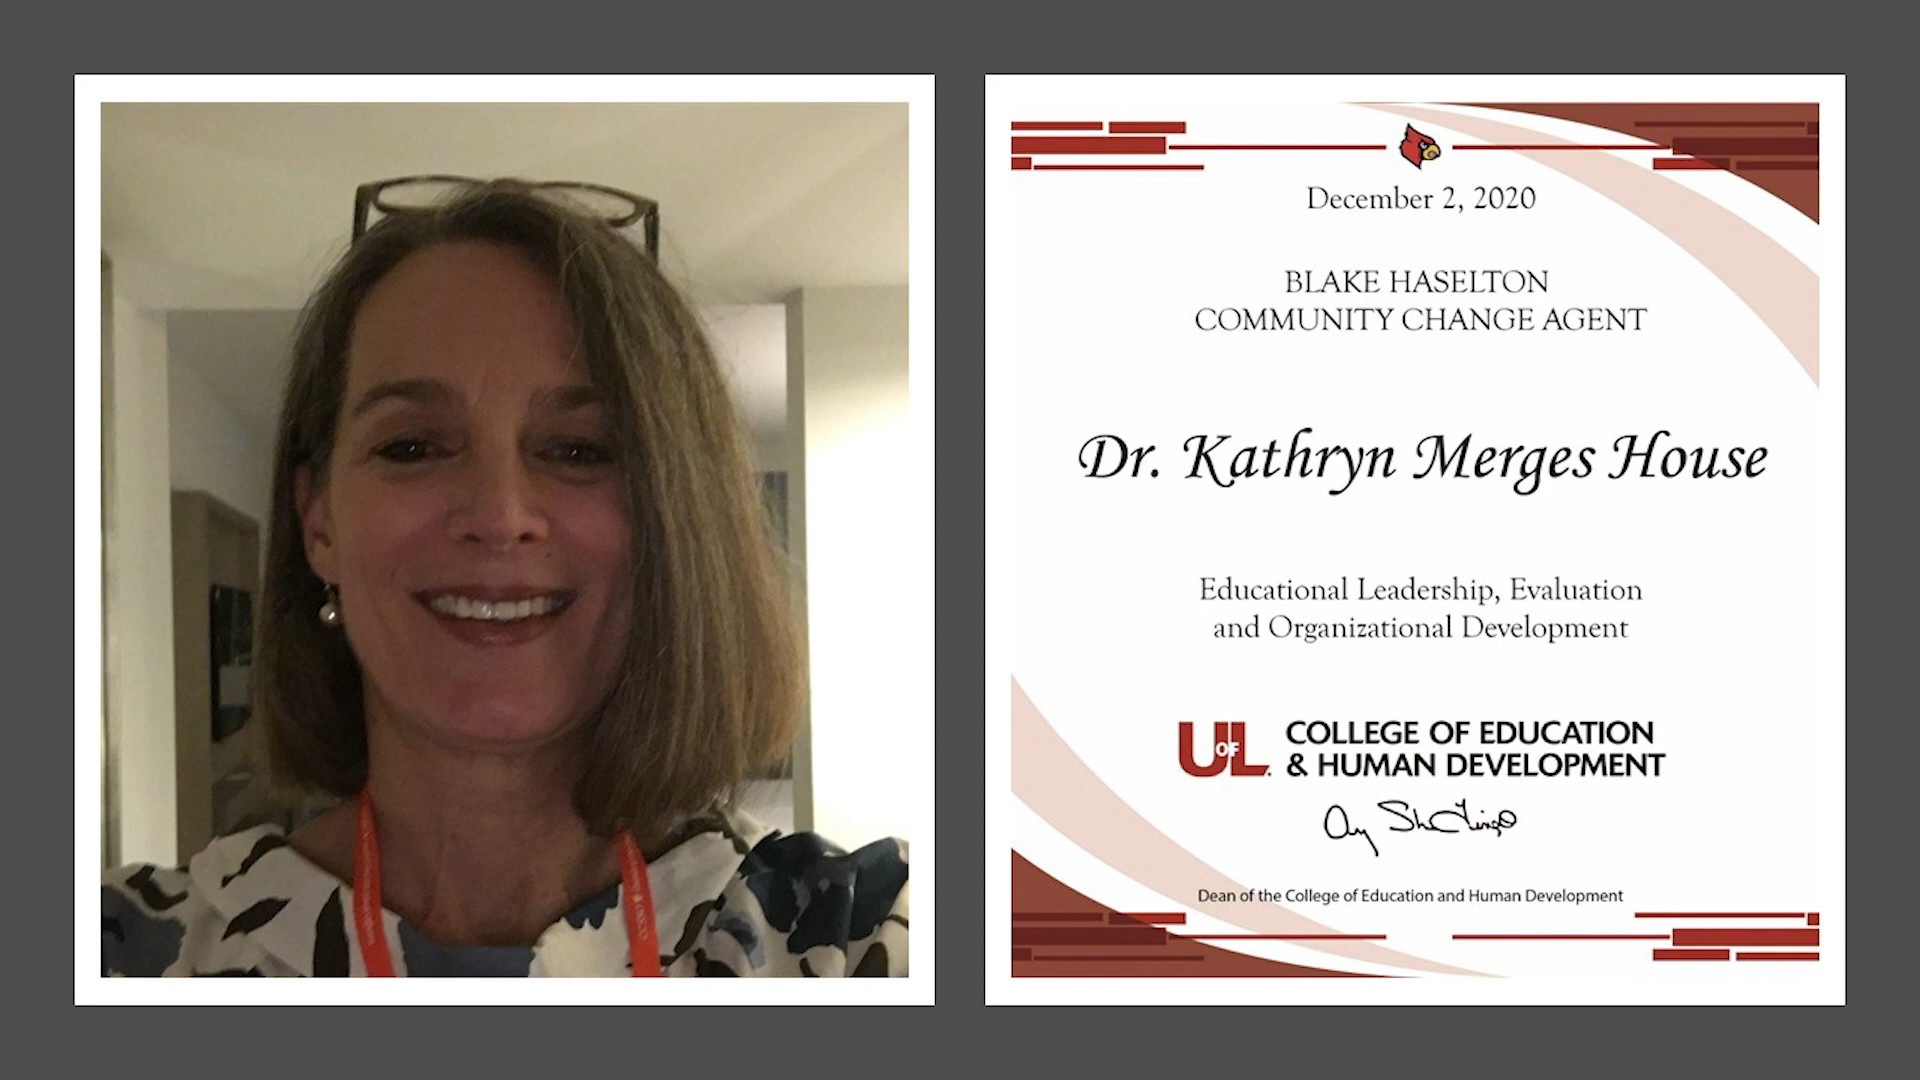 December 2, 2020
BLAKE HASELTON
COMMUNITY CHANGE AGENT
Dr. Kathryn Merges House
Educational Leadership, Evaluation
and Organizational Development
UOFL. COLLEGE OF EDUCATION
& HUMAN DEVELOPMENT
Dean of the College of Education and Human Development